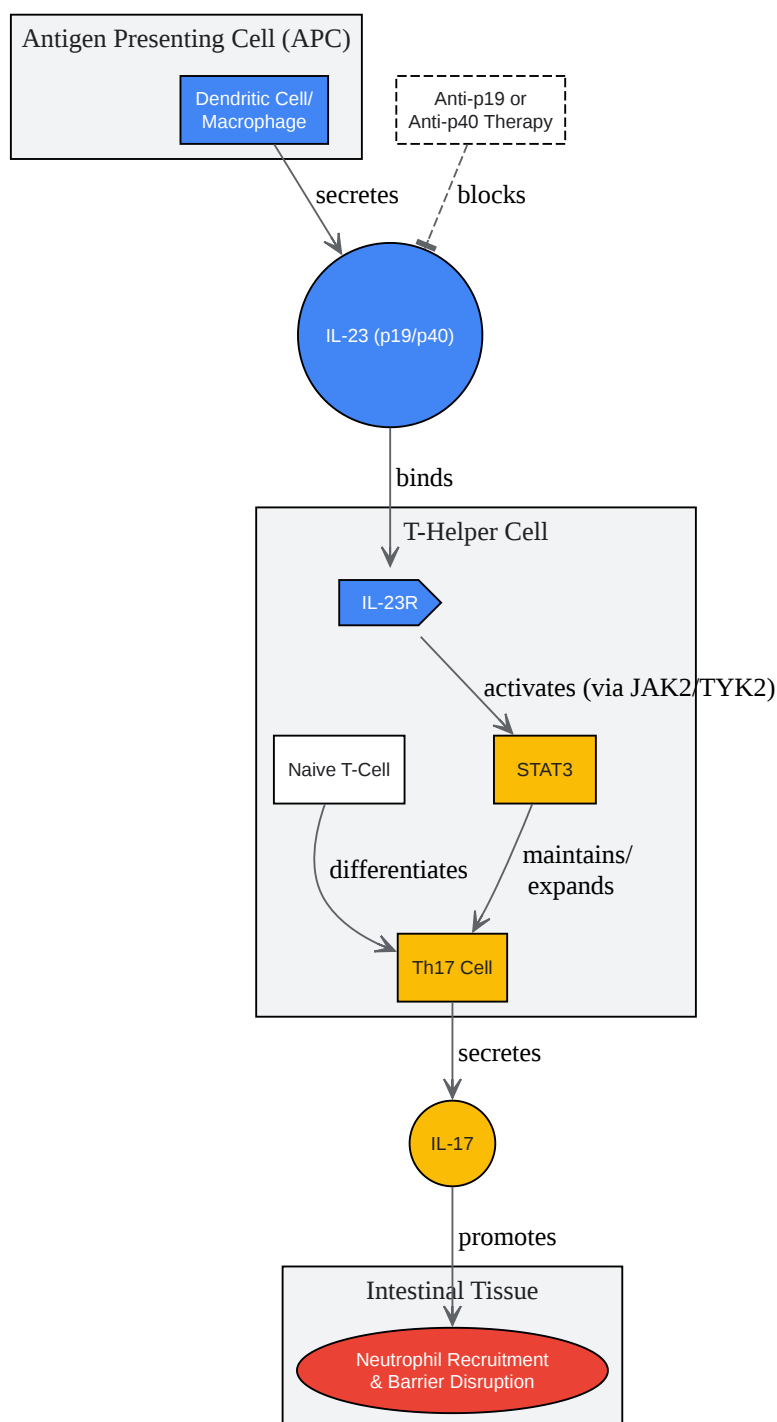 Antigen Presenting Cell (APC)
Dendritic Cell/
Macrophage
Anti-p19 or
Anti-p40 Therapy
secretes
blocks
IL-23 (p19/p40)
binds
T-Helper Cell
IL-23R
activates (via JAK2/TYK2)
Naive T-Cell
STAT3
differentiates
maintains/
expands
Th17 Cell
secretes
IL-17
promotes
Intestinal Tissue
Neutrophil Recruitment
& Barrier Disruption